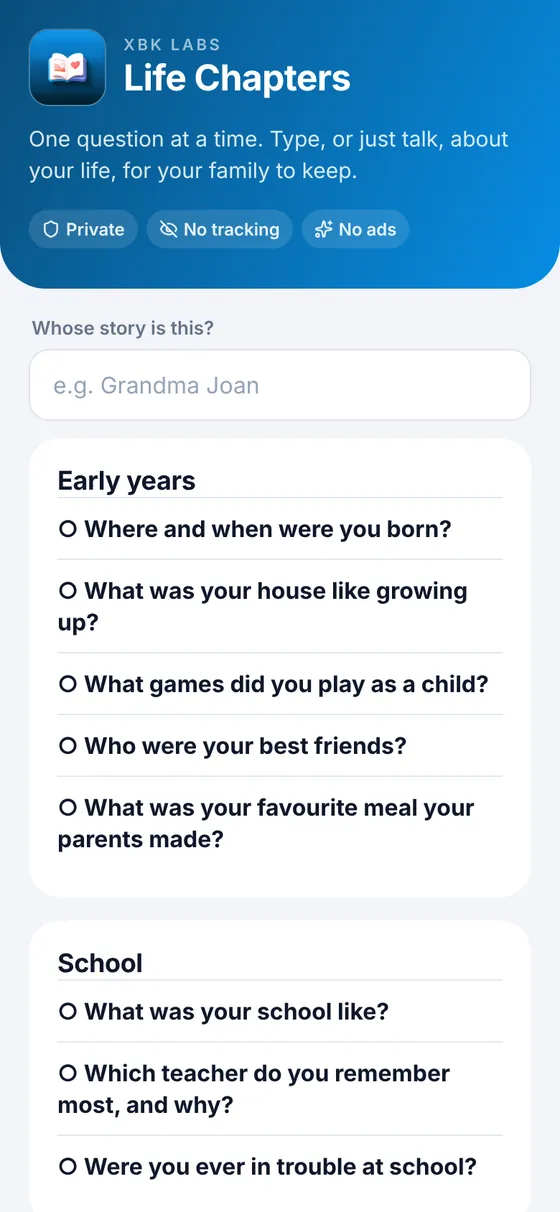 XBK LABS
Life Chapters
One question at a time. Type, or just talk, about
your life, for your family to keep.
Private
No tracking
No ads
Whose story is this?
e.g. Grandma Joan
Early years
Where and when were you born?
What was your house like growing
up?
What games did you play as a child?
Who were your best friends?
What was your favourite meal your
parents made?
School
What was your school like?
Which teacher do you remember
most, and why?
Were you ever in trouble at school?